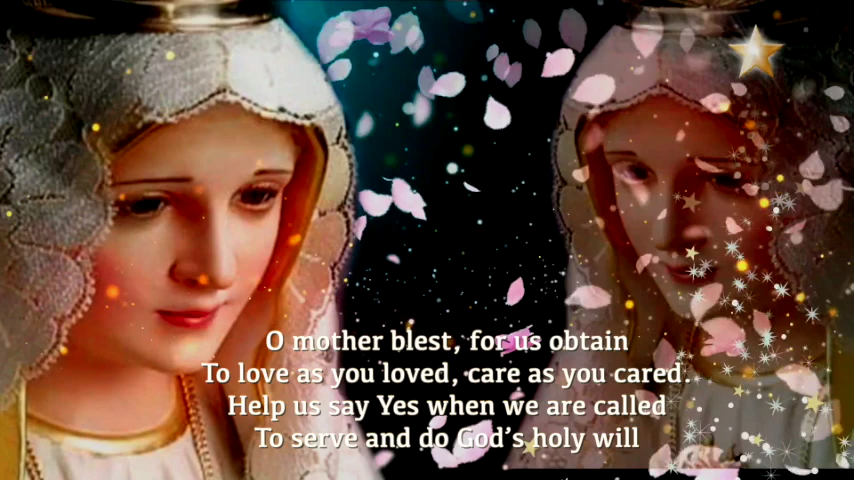 O mother blest, for us obtain
To love as you loved, care as you cared.
Help us say Yes when we are called
To serve and do God's holy will